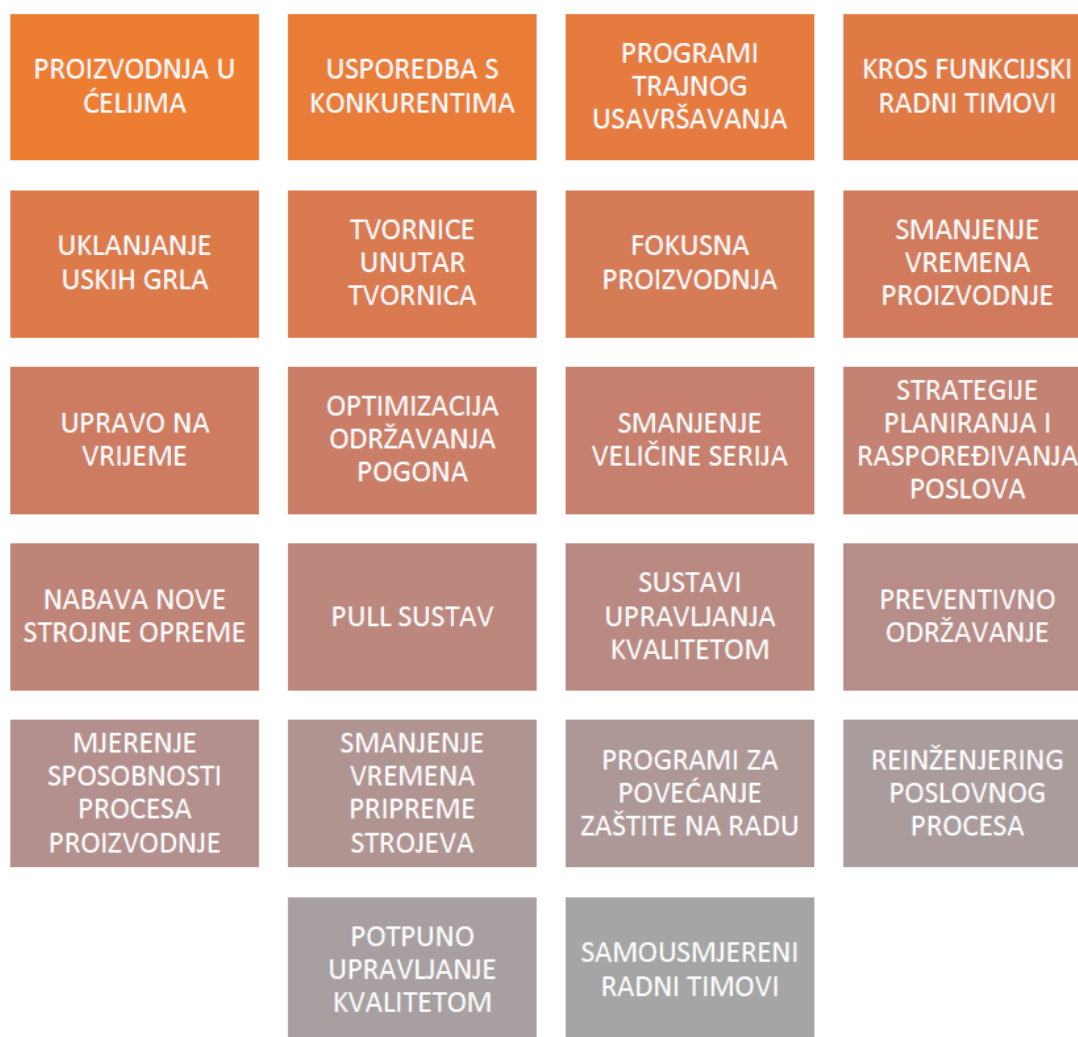 PROIZVODNJA U
ĆELIJMA
USPOREDBA S
KONKURENTIMA
PROGRAMI
TRAJNOG
USAVRŠAVANJA
KROS FUNKCIJSKI
RADNI TIMOVI
UKLANJANJE
USKIH GRLA
TVORNICE
UNUTAR
TVORNICA
FOKUSNA
PROIZVODNJA
SMANJENJE
VREMENA
PROIZVODNJE
UPRAVO NA
VRIJEME
OPTIMIZACIJA
ODRŽAVANJA
POGONA
SMANJENJE
VELIČINE SERIJA
STRATEGIJE
PLANIRANJA I
RASPOREĐIVANJA
POSLOVA
NABAVA NOVE
STROJNE OPREME
PULL SUSTAV
SUSTAVI
UPRAVLJANJA
KVALITETOM
PREVENTIVNO
ODRŽAVANJE
MJERENJE
SPOSOBNOSTI
PROCESA
PROIZVODNJE
SMANJENJE
VREMENA
PRIPREME
STROJEVA
PROGRAMI ZA
POVEĆANJE
ZAŠTITE NA RADU
REINŽENJERING
POSLOVNOG
PROCESA
POTPUNO
UPRAVLJANJE
KVALITETOM
SAMOUSMJERENI
RADNI TIMOVI